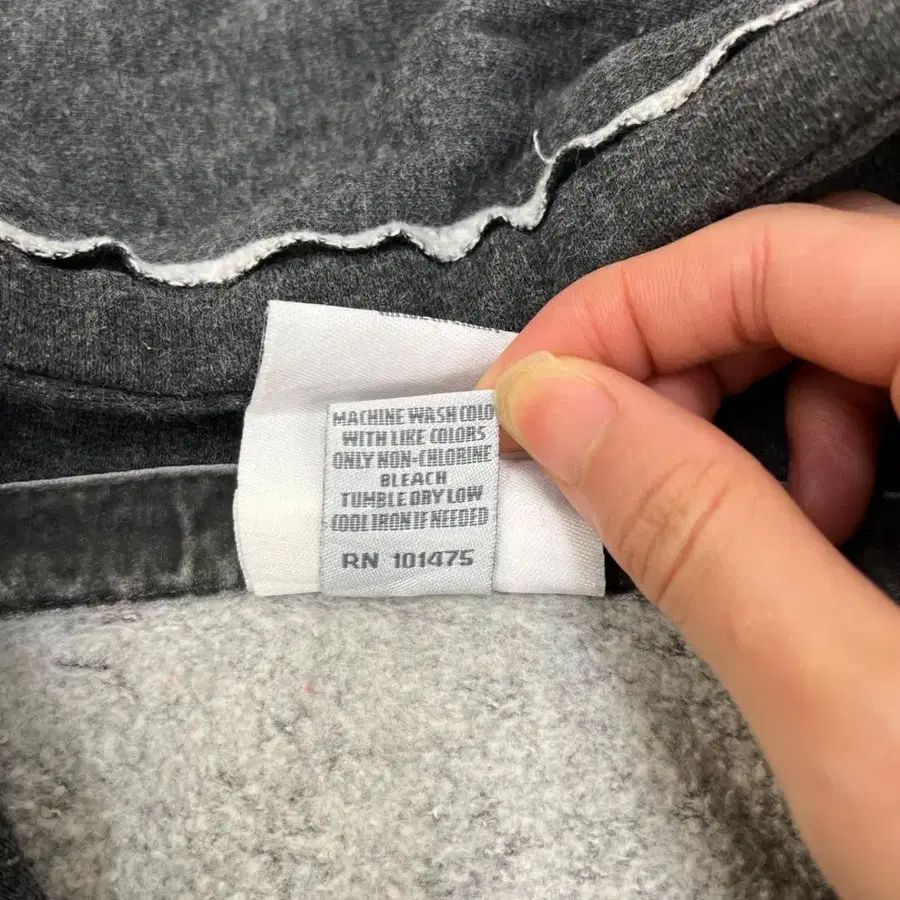 MACHINE WASH COLD
WITH LIKE COLORS
ONLY NON-CHLORINE
BLEACH
TUMBLE DRY LOW
COOL IRON IF NEEDED
RN 101475